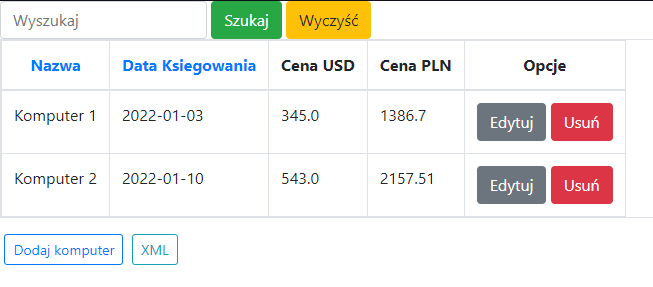 Wyszukaj Szukaj Wyczyść
Nazwa Data Ksiegowania Cena USD Cena PLN Opcje
Komputer 1 2022-01-03 345.0 1386.7 Edytuj Usuń
Komputer 2 2022-01-10 543.0 2157.51 Edytuj Usuń
Dodaj komputer XML